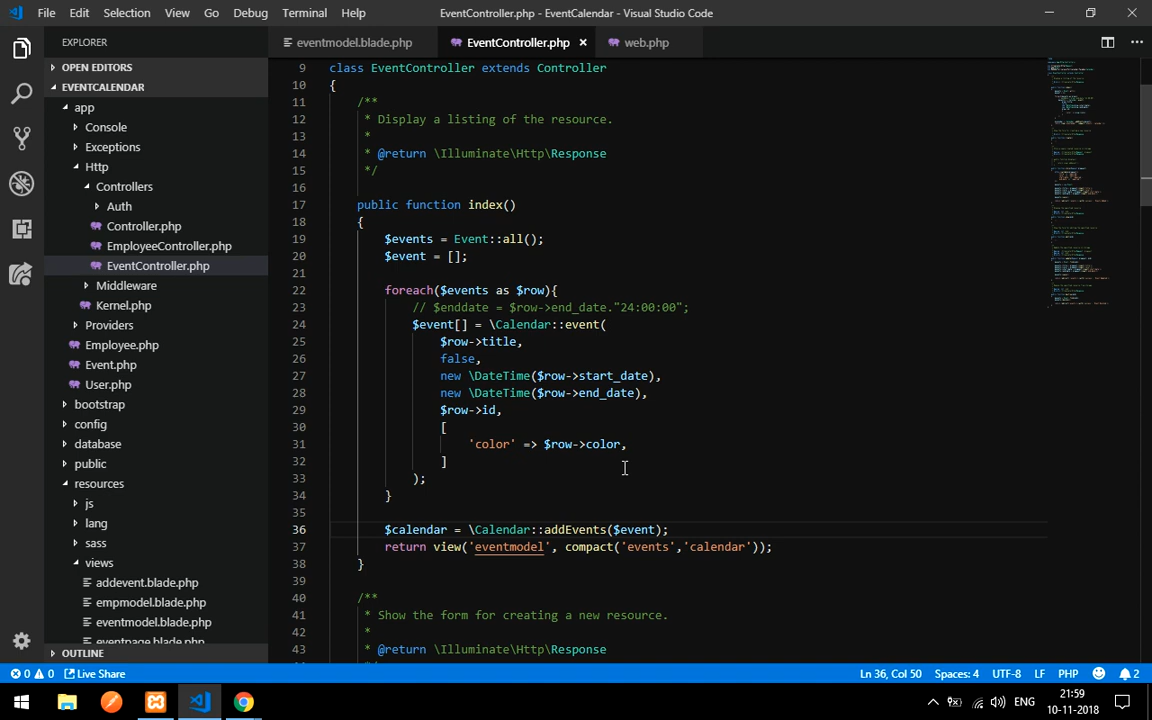 File Edit Selection View Go Debug Terminal Help EventController.php - EventCalendar - Visual Studio Code
EXPLORER
OPEN EDITORS
EVENTCALENDAR
app
Console
Exceptions
Http
Controllers
Auth
Controller.php
EmployeeController.php
EventController.php
Middleware
Kernel.php
Providers
Employee.php
Event.php
User.php
bootstrap
config
database
public
resources
js
lang
sass
views
addevent.blade.php
empmodel.blade.php
eventmodel.blade.php
eventpage.blade.php
OUTLINE
eventmodel.blade.php EventController.php web.php
9 class EventController extends Controller
10 {
11 /**
12 * Display a listing of the resource.
13 *
14 * @return \Illuminate\Http\Response
15 */
16
17 public function index()
18 {
19 $events = Event::all();
20 $event = [];
21
22 foreach($events as $row){
23 // $enddate = $row->end_date."24:00:00";
24 $event[] = \Calendar::event(
25 $row->title,
26 false,
27 new \DateTime($row->start_date),
28 new \DateTime($row->end_date),
29 $row->id,
30 [
31 'color' => $row->color,
32 ]
33 );
34 }
35
36 $calendar = \Calendar::addEvents($event);
37 return view('eventmodel', compact('events','calendar'));
38 }
39
40 /**
41 * Show the form for creating a new resource.
42 *
43 * @return \Illuminate\Http\Response
0 0 Live Share Ln 36, Col 50 Spaces: 4 UTF-8 LF PHP 2
ENG 21:59
10-11-2018